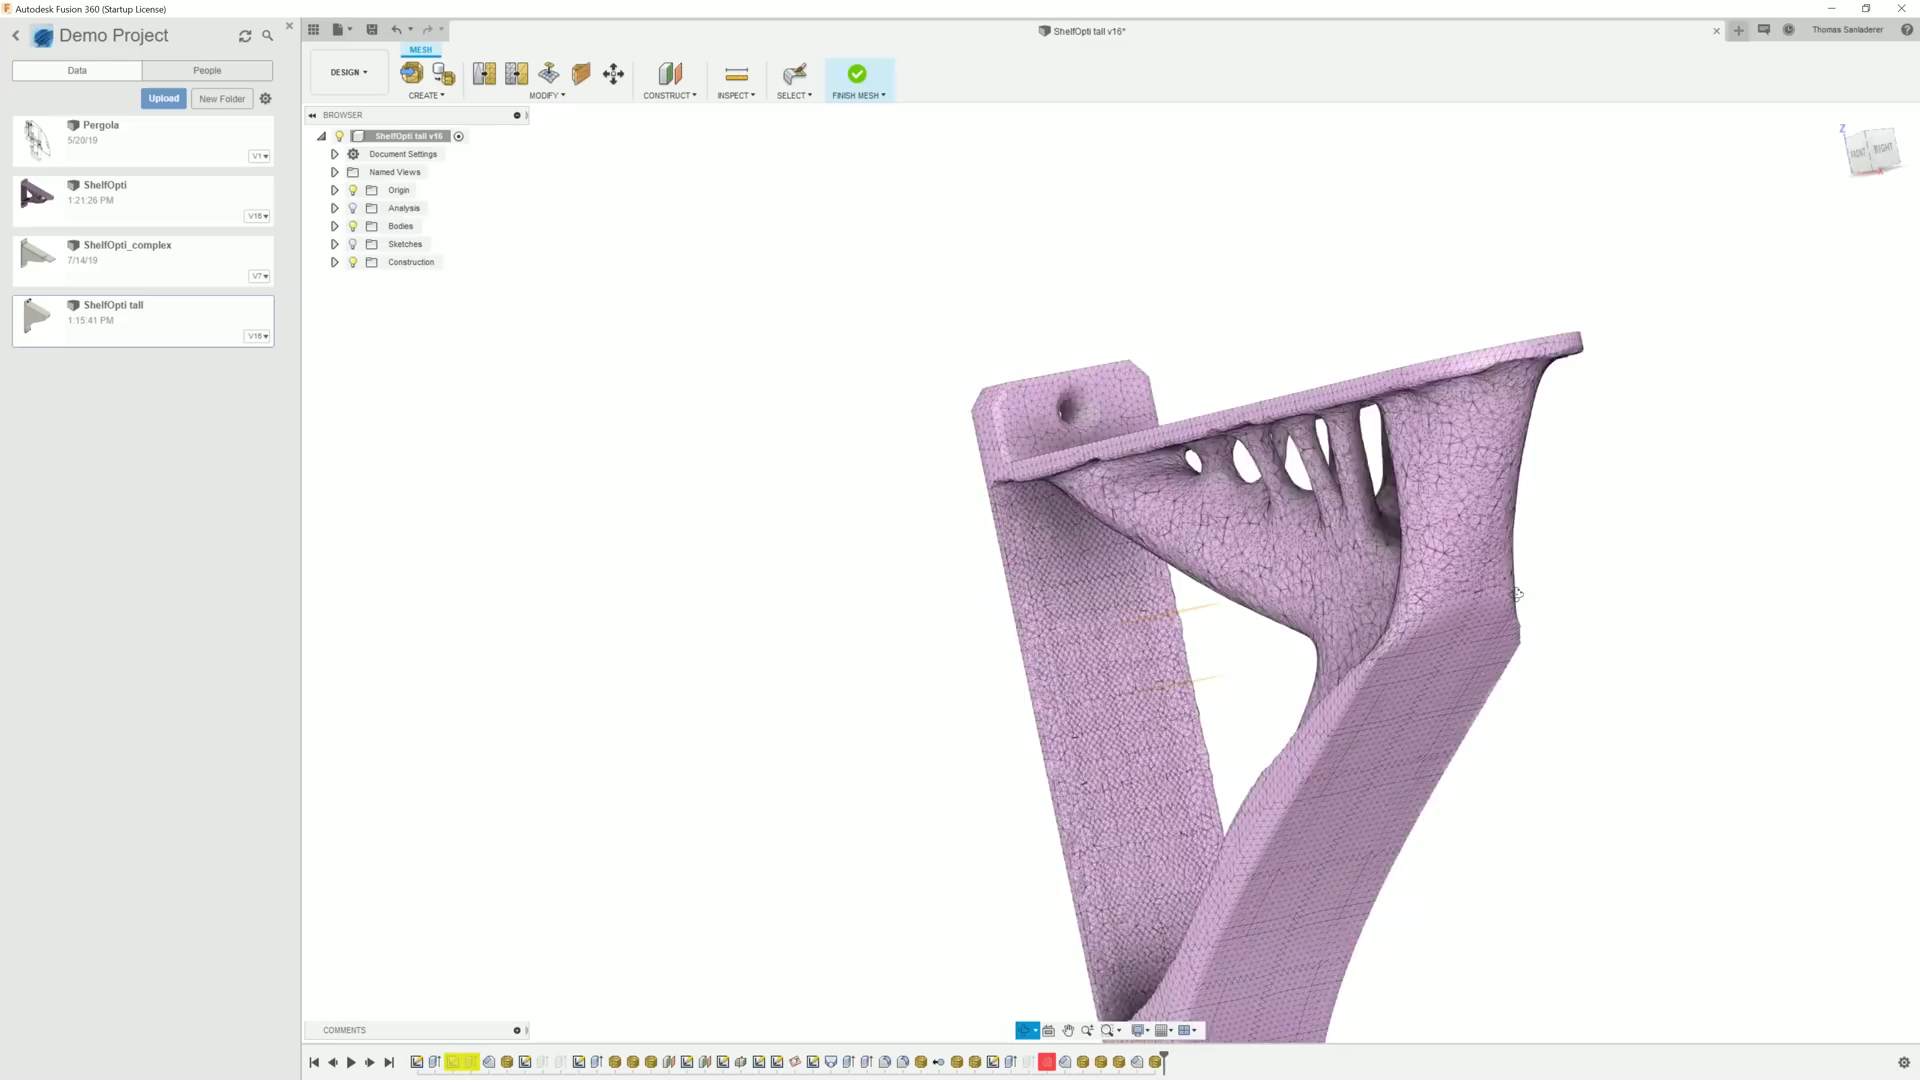 Autodesk Fusion 360 (Startup License)
Demo Project
Data
People
Upload
New Folder
Pergola
5/20/19
V1
ShelfOpti
1:21:26 PM
V16
ShelfOpti_complex
7/14/19
V7
ShelfOpti tall
1:15:41 PM
V16
ShelfOpti tall v16*
Thomas Sanladerer
MESH
DESIGN
CREATE
MODIFY
CONSTRUCT
INSPECT
SELECT
FINISH MESH
BROWSER
ShelfOpti tall v16
Document Settings
Named Views
Origin
Analysis
Bodies
Sketches
Construction
Z
FRONT
RIGHT
X
COMMENTS